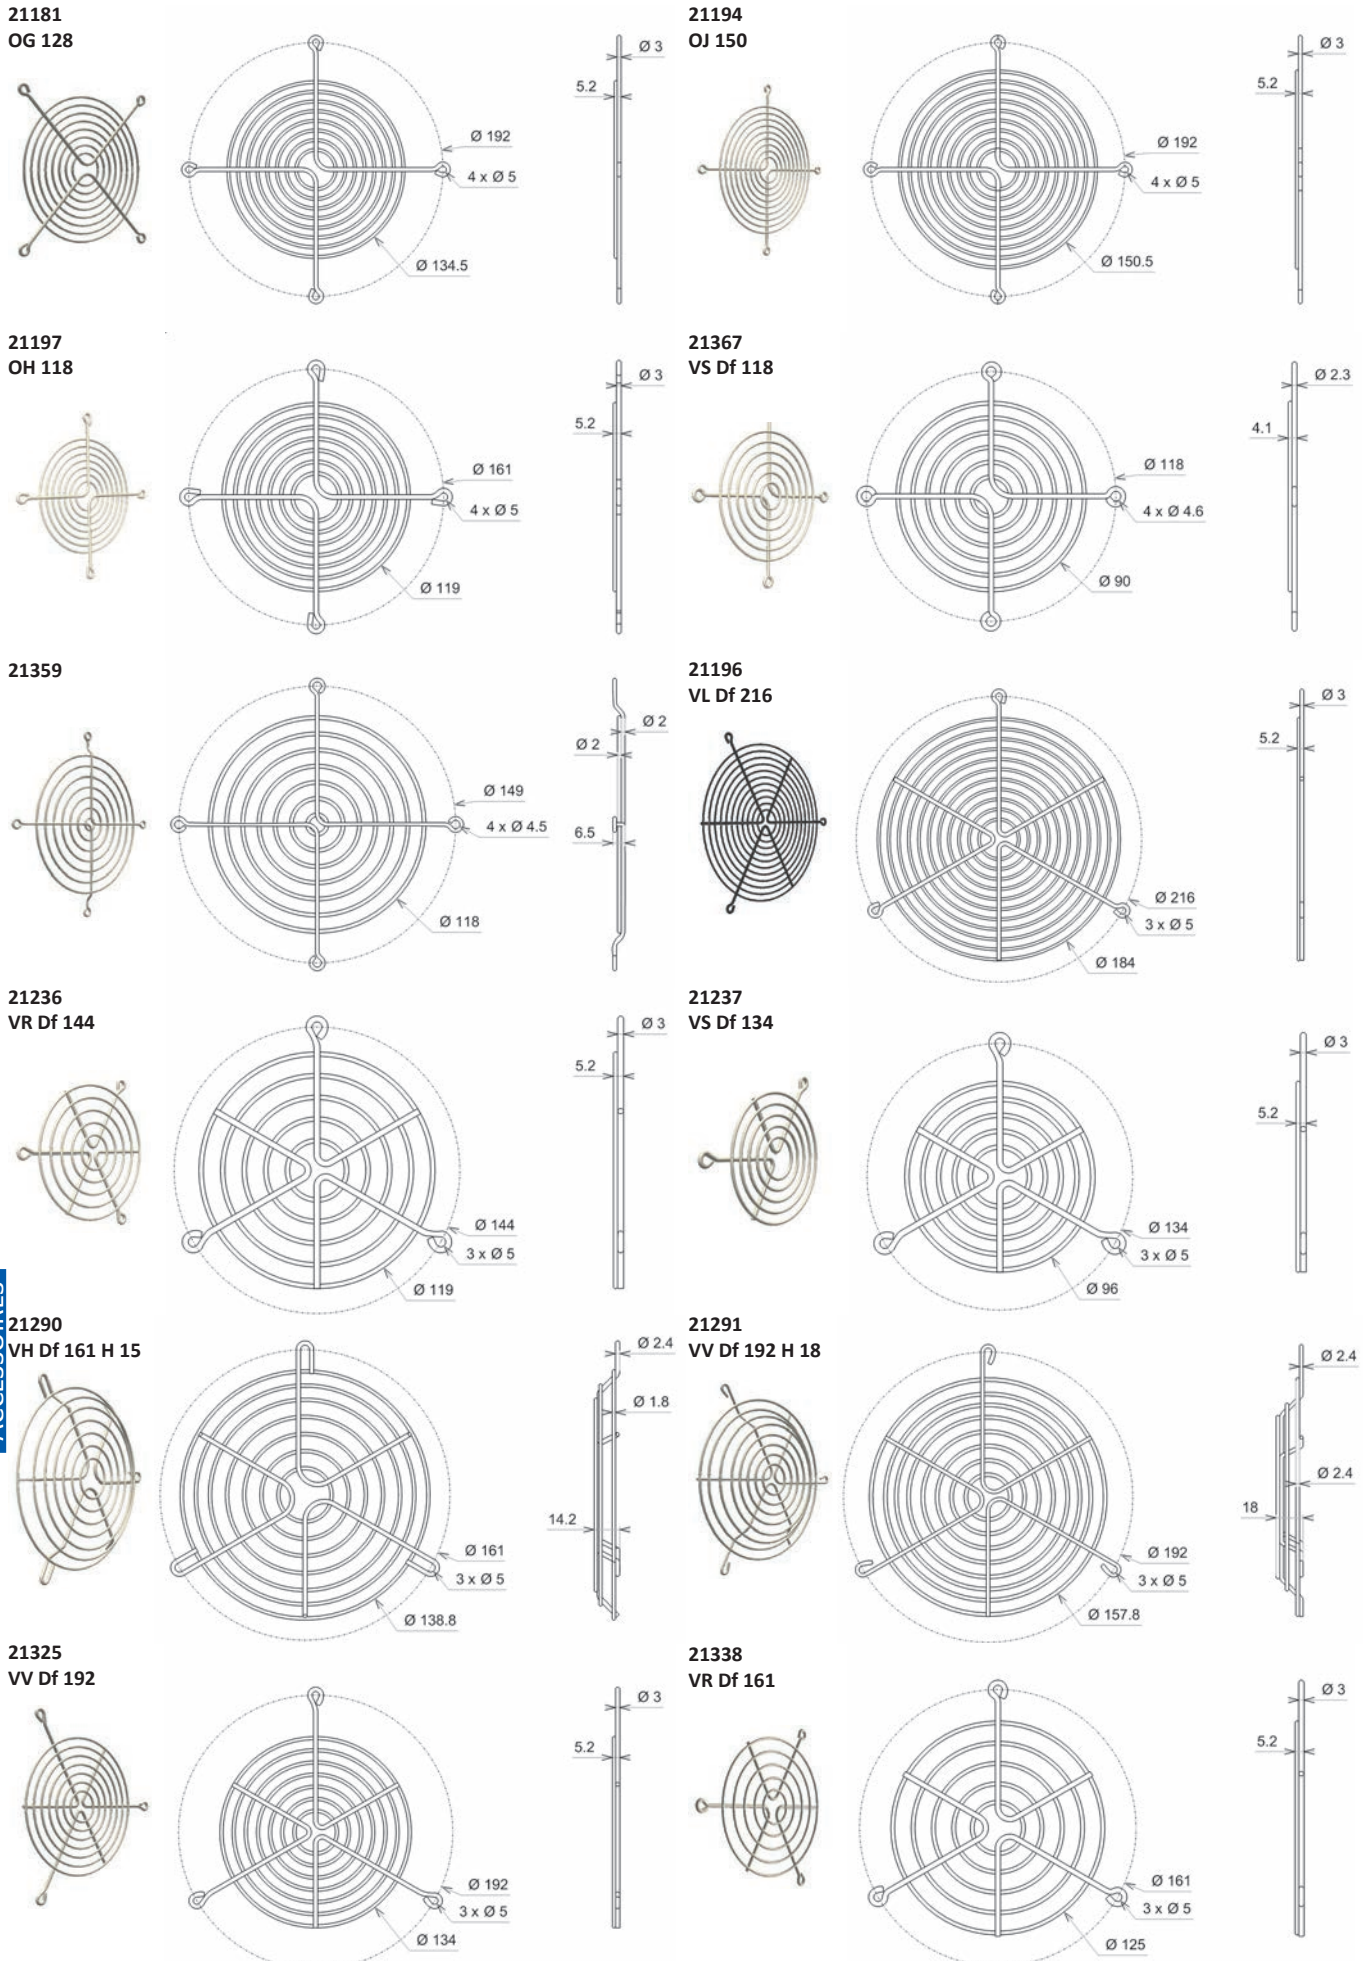 21181
OG 128
Ø 3
5.2
Ø 192
4 x Ø 5
Ø 134.5
21194
OJ 150
Ø 3
5.2
Ø 192
4 x Ø 5
Ø 150.5
21197
OH 118
Ø 3
5.2
Ø 161
4 x Ø 5
Ø 119
21367
VS Df 118
Ø 2.3
4.1
Ø 118
4 x Ø 4.6
Ø 90
21359
Ø 2
Ø 2
Ø 149
4 x Ø 4.5
6.5
Ø 118
21196
VL Df 216
Ø 3
5.2
Ø 216
3 x Ø 5
Ø 184
21236
VR Df 144
Ø 3
5.2
Ø 144
3 x Ø 5
Ø 119
21237
VS Df 134
Ø 3
5.2
Ø 134
3 x Ø 5
Ø 96
ACCESSOIRES
21290
VH Df 161 H 15
Ø 2.4
Ø 1.8
14.2
Ø 161
3 x Ø 5
Ø 138.8
21291
VV Df 192 H 18
Ø 2.4
Ø 2.4
18
Ø 192
3 x Ø 5
Ø 157.8
21325
VV Df 192
Ø 3
5.2
Ø 192
3 x Ø 5
Ø 134
21338
VR Df 161
Ø 3
5.2
Ø 161
3 x Ø 5
Ø 125